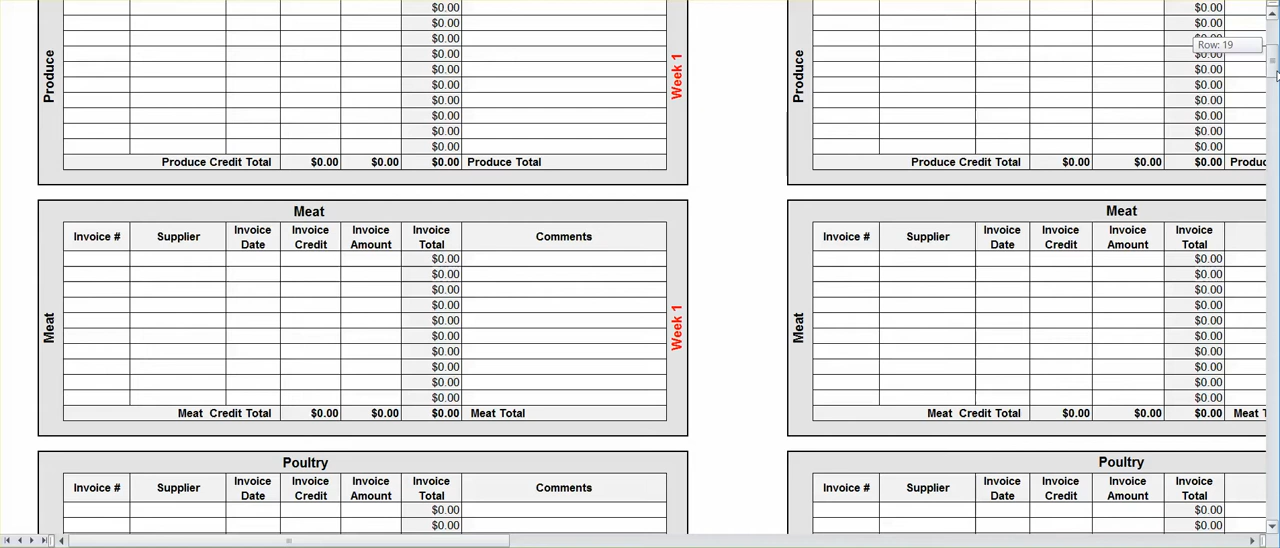 $0.00 $0.00
$0.00 $0.00
$0.00 $0.00
Row: 19
$0.00 $0.00
$0.00 $0.00
$0.00 $0.00
$0.00 $0.00
$0.00 $0.00
$0.00 $0.00
$0.00 $0.00
Produce Week 1 Produce
Produce Credit Total $0.00 $0.00 $0.00 Produce Total Produce Credit Total $0.00 $0.00 $0.00 Produc
Meat Meat
Invoice # Supplier Invoice Date Invoice Credit Invoice Amount Invoice Total Comments Invoice # Supplier Invoice Date Invoice Credit Invoice Amount Invoice Total
$0.00 $0.00
$0.00 $0.00
$0.00 $0.00
$0.00 $0.00
$0.00 $0.00
$0.00 $0.00
$0.00 $0.00
$0.00 $0.00
$0.00 $0.00
$0.00 $0.00
Meat Week 1 Meat
Meat Credit Total $0.00 $0.00 $0.00 Meat Total Meat Credit Total $0.00 $0.00 $0.00 Meat T
Poultry Poultry
Invoice # Supplier Invoice Date Invoice Credit Invoice Amount Invoice Total Comments Invoice # Supplier Invoice Date Invoice Credit Invoice Amount Invoice Total
$0.00 $0.00
$0.00 $0.00